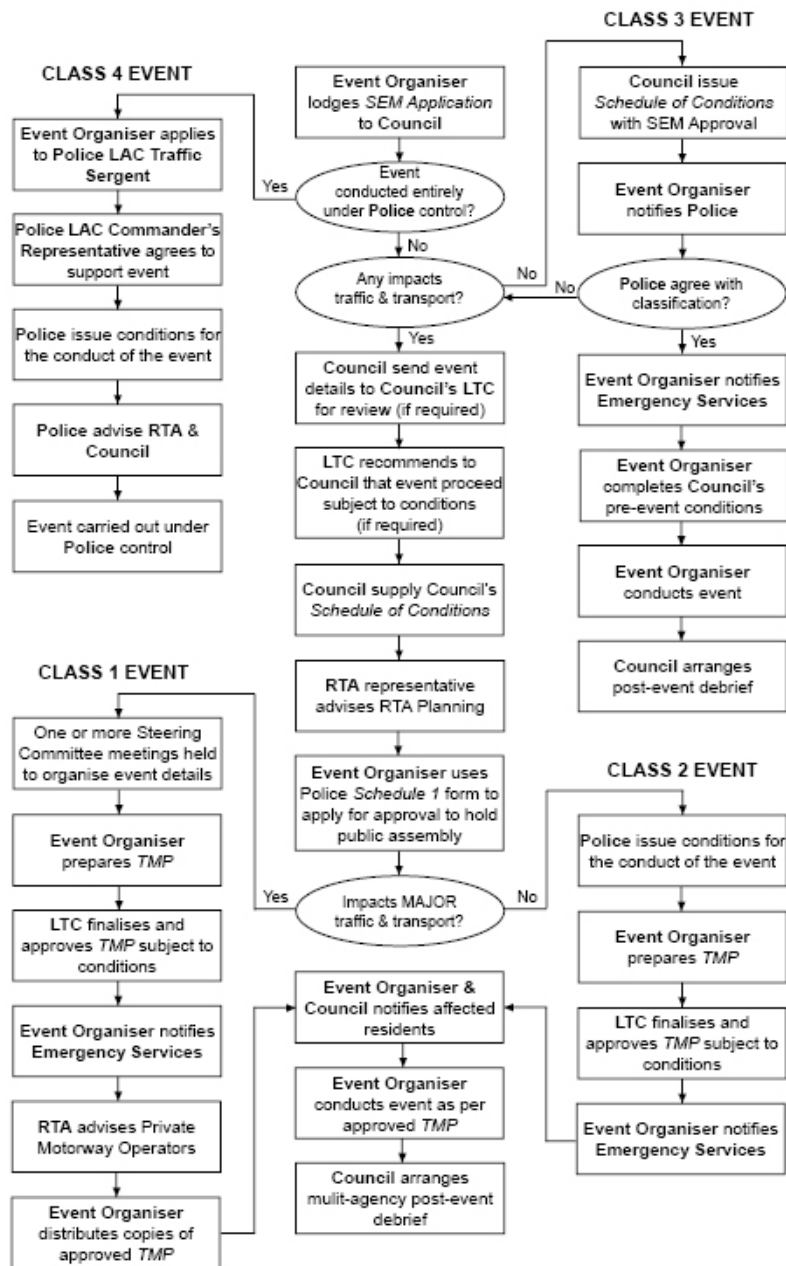 CLASS 4 EVENT
Event Organiser applies
to Police LAC Traffic
Sergent
Police LAC Commander's
Representative agrees to
support event
Police issue conditions for
the conduct of the event
Police advise RTA &
Council
Event carried out under
Police control
Event Organiser
lodges SEM Application
to Council
Event
conducted entirely
under Police control?
Yes
No
Any impacts
traffic & transport?
No
Yes
Council send event
details to Council's LTC
for review (if required)
LTC recommends to
Council that event proceed
subject to conditions
(if required)
Council supply Council's
Schedule of Conditions
RTA representative
advises RTA Planning
Event Organiser uses
Police Schedule 1 form to
apply for approval to hold
public assembly
Impacts MAJOR
traffic & transport?
Yes
No
CLASS 3 EVENT
Council issue
Schedule of Conditions
with SEM Approval
Event Organiser
notifies Police
Police agree with
classification?
No
Yes
Event Organiser notifies
Emergency Services
Event Organiser
completes Council's
pre-event conditions
Event Organiser
conducts event
Council arranges
post-event debrief
CLASS 1 EVENT
One or more Steering
Committee meetings held
to organise event details
Event Organiser
prepares TMP
LTC finalises and
approves TMP subject to
conditions
Event Organiser notifies
Emergency Services
RTA advises Private
Motorway Operators
Event Organiser
distributes copies of
approved TMP
CLASS 2 EVENT
Police issue conditions for
the conduct of the event
Event Organiser
prepares TMP
LTC finalises and
approves TMP subject to
conditions
Event Organiser notifies
Emergency Services
Event Organiser &
Council notifies affected
residents
Event Organiser
conducts event as per
approved TMP
Council arranges
mulit-agency post-event
debrief